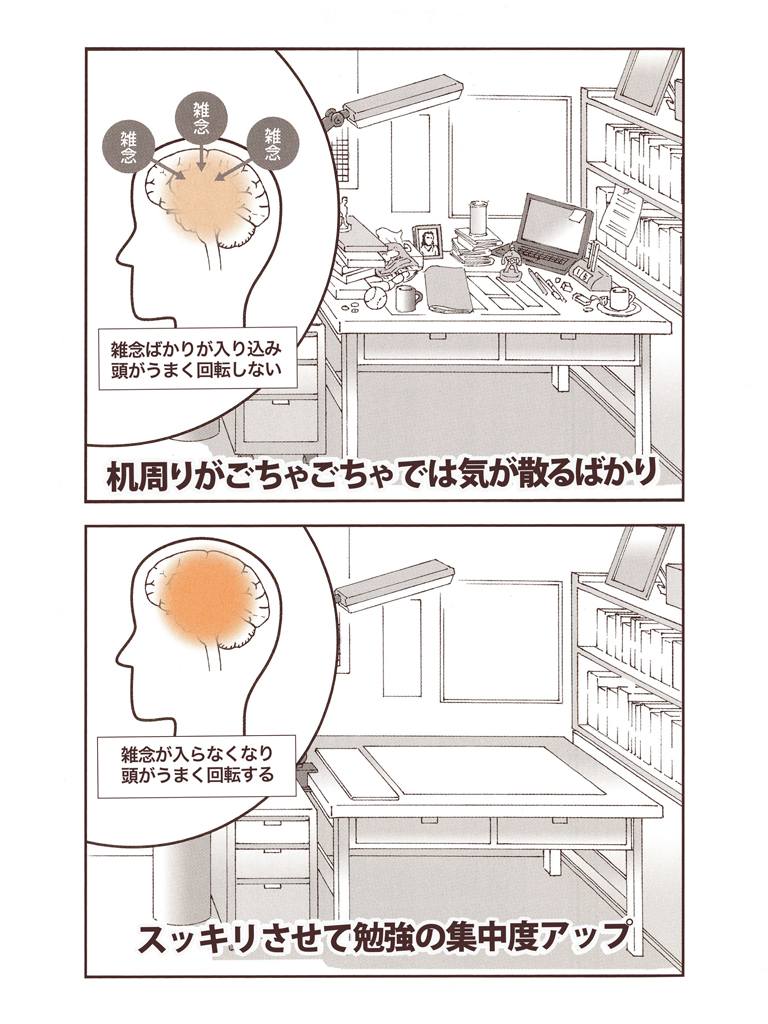 雑念
雑念
雑念
雑念ばかりが入り込み
頭がうまく回転しない
机周りがごちゃごちゃでは気が散るばかり
雑念が入らなくなり
頭がうまく回転する
スッキリさせて勉強の集中度アップ